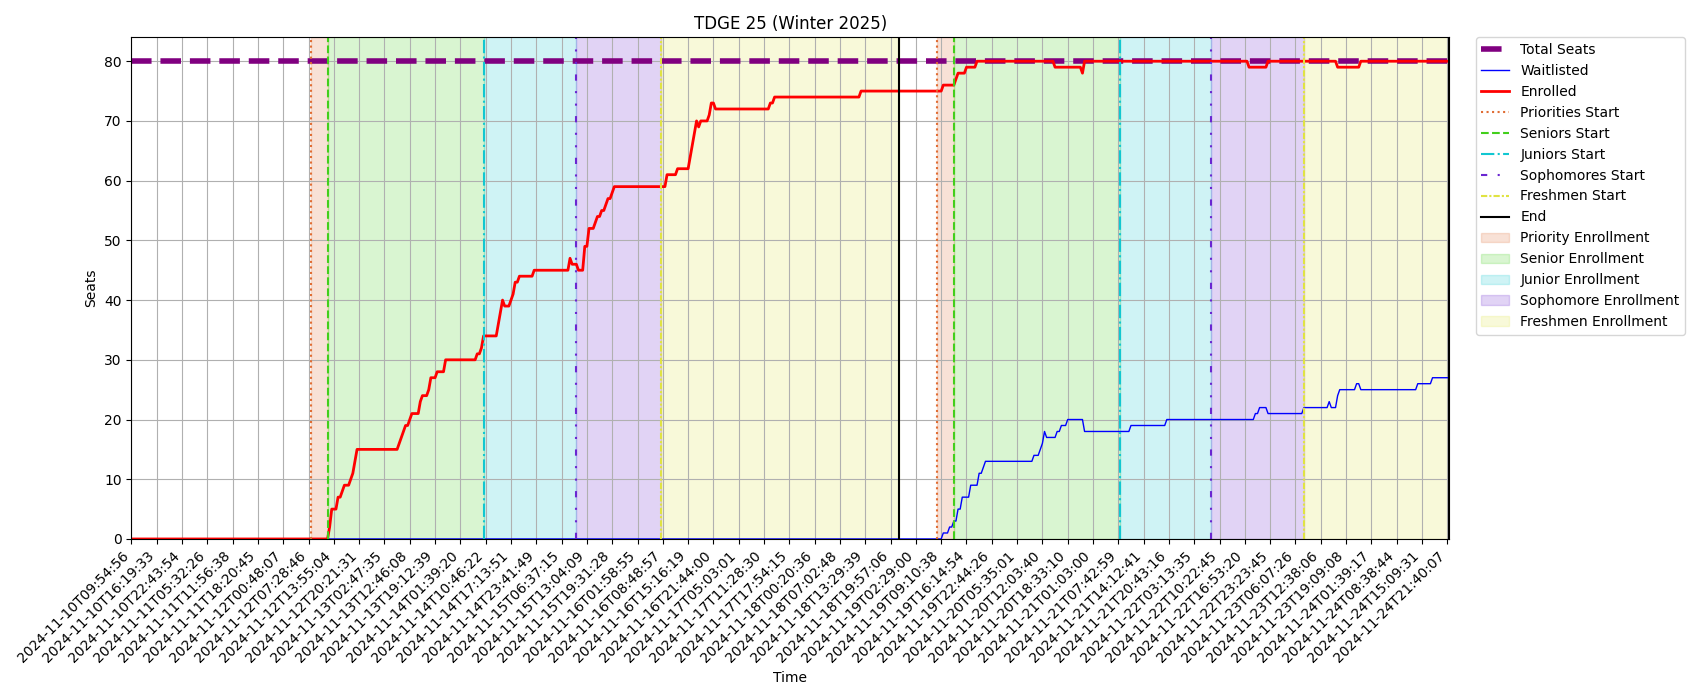 TDGE 25 (Winter 2025)
Seats
80
70
60
50
40
30
20
10
0
2024-11-10T09:54:56
2024-11-10T16:19:33
2024-11-10T22:43:54
2024-11-11T05:32:26
2024-11-11T11:56:38
2024-11-11T18:20:45
2024-11-12T00:48:07
2024-11-12T07:28:46
2024-11-12T13:55:04
2024-11-12T20:21:31
2024-11-13T02:47:35
2024-11-13T12:46:08
2024-11-13T19:12:39
2024-11-14T01:39:20
2024-11-14T10:46:22
2024-11-14T17:13:51
2024-11-14T23:41:49
2024-11-15T06:37:15
2024-11-15T13:04:09
2024-11-15T19:31:28
2024-11-16T01:58:55
2024-11-16T08:48:57
2024-11-16T15:16:19
2024-11-16T21:44:00
2024-11-17T05:03:01
2024-11-17T11:28:30
2024-11-17T17:54:15
2024-11-18T00:20:36
2024-11-18T07:02:48
2024-11-18T13:29:39
2024-11-18T19:57:06
2024-11-19T02:29:00
2024-11-19T09:10:38
2024-11-19T16:14:54
2024-11-19T22:44:26
2024-11-20T05:35:01
2024-11-20T12:03:40
2024-11-20T18:33:10
2024-11-21T01:03:00
2024-11-21T07:42:59
2024-11-21T14:12:41
2024-11-21T20:43:16
2024-11-22T03:13:35
2024-11-22T10:22:45
2024-11-22T16:53:20
2024-11-22T23:23:45
2024-11-23T06:07:26
2024-11-23T12:38:06
2024-11-23T19:09:08
2024-11-24T01:39:17
2024-11-24T08:38:44
2024-11-24T15:09:31
2024-11-24T21:40:07
Time
Total Seats
Waitlisted
Enrolled
Priorities Start
Seniors Start
Juniors Start
Sophomores Start
Freshmen Start
End
Priority Enrollment
Senior Enrollment
Junior Enrollment
Sophomore Enrollment
Freshmen Enrollment